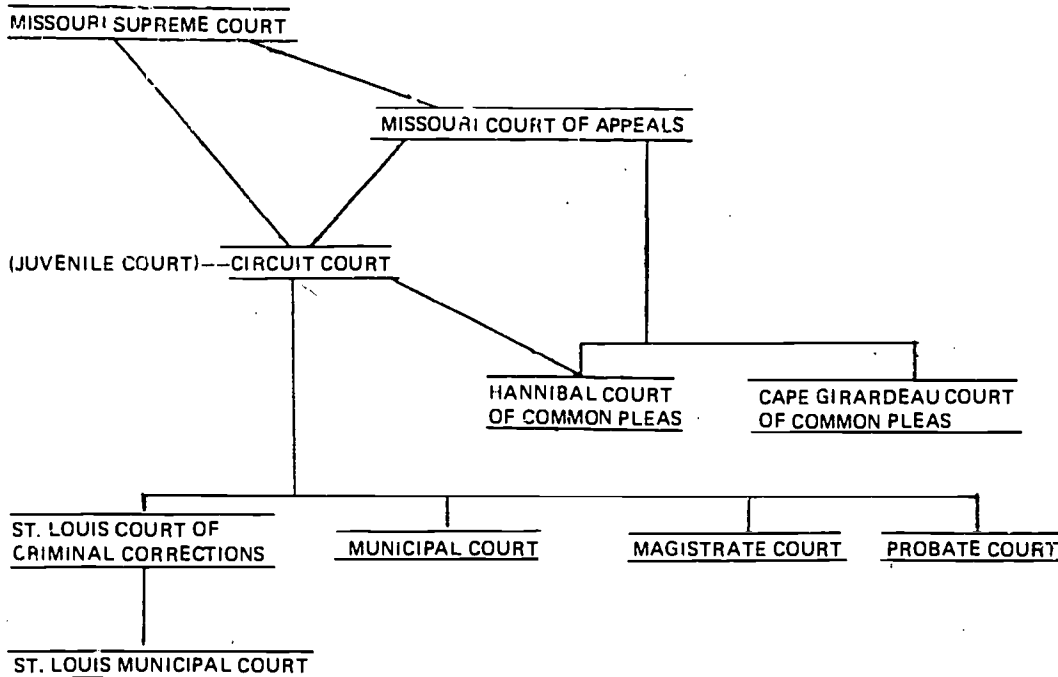 MISSOURI SUPREME COURT
MISSOURI COURT OF APPEALS
(JUVENILE COURT)--CIRCUIT COURT
HANNIBAL COURT
OF COMMON PLEAS
CAPE GIRARDEAU COURT
OF COMMON PLEAS
ST. LOUIS COURT OF
CRIMINAL CORRECTIONS
MUNICIPAL COURT
MAGISTRATE COURT
PROBATE COURT
ST. LOUIS MUNICIPAL COURT